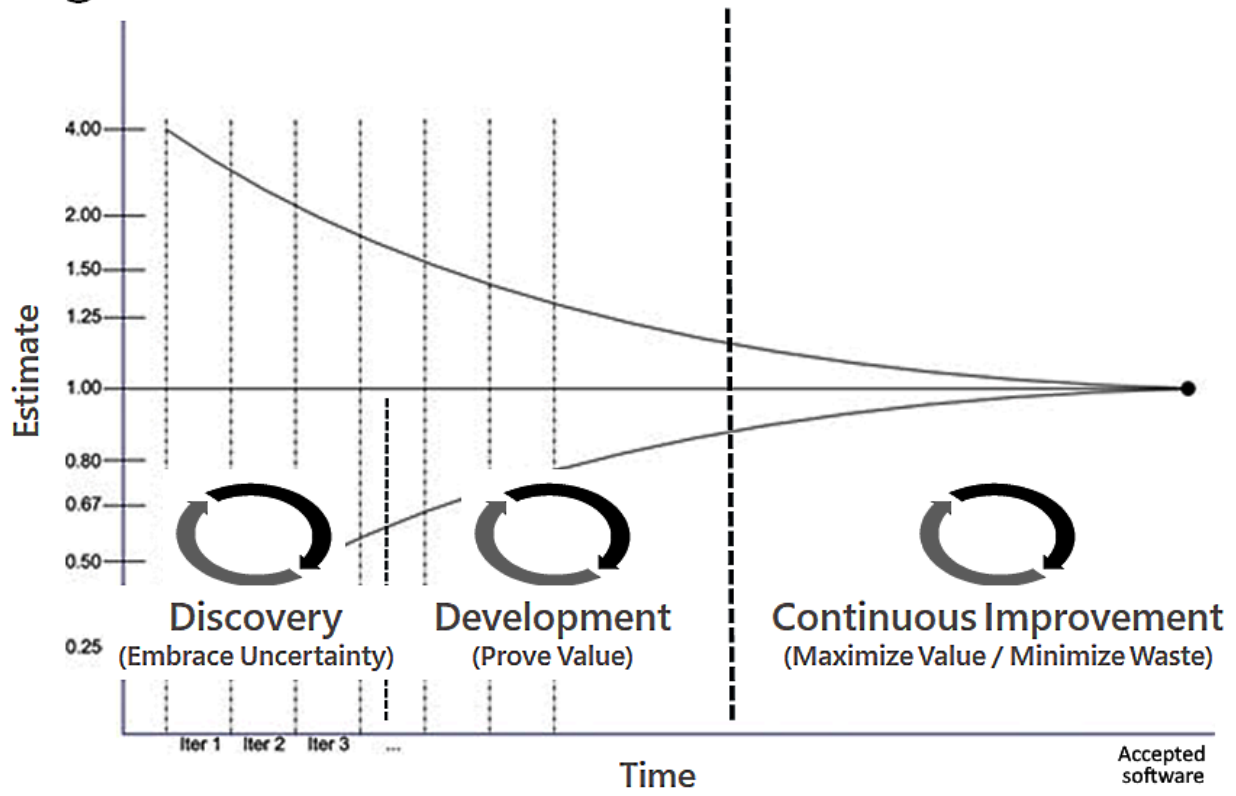 4.00
2.00
1.50
1.25
1.00
0.80
0.67
0.50
0.25
Estimate
Discovery
(Embrace Uncertainty)
Development
(Prove Value)
Continuous Improvement
(Maximize Value / Minimize Waste)
Iter 1
Iter 2
Iter 3
...
Time
Accepted
software